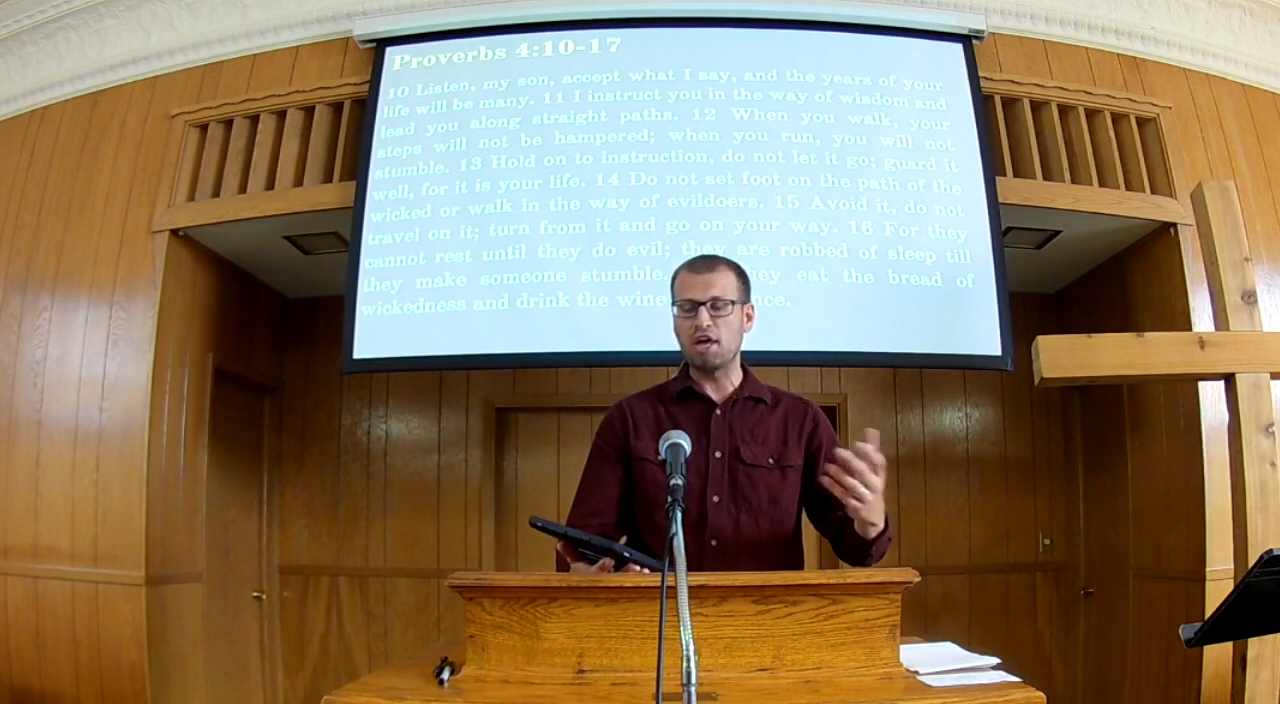 Proverbs 4:10-17
10 Listen, my son, accept what I say, and the years of your
life will be many. 11 I instruct you in the way of wisdom and
lead you along straight paths. 12 When you walk, your
steps will not be hampered; when you run, you will not
stumble. 13 Hold on to instruction, do not let it go; guard it
well, for it is your life. 14 Do not set foot on the path of the
wicked or walk in the way of evildoers. 15 Avoid it, do not
travel on it; turn from it and go on your way. 16 For they
cannot rest until they do evil; they are robbed of sleep till
they make someone stumble. eat the bread of
wickedness and drink the wine